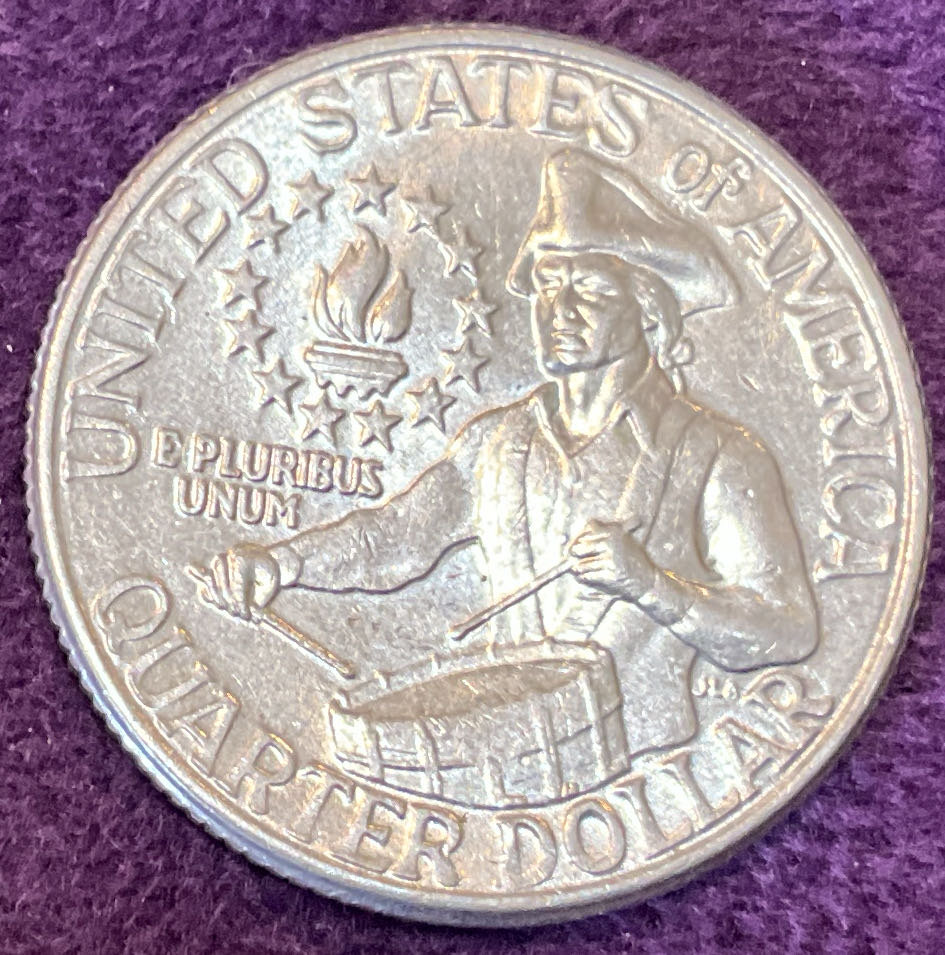 UNITED STATES of AMERICA
E PLURIBUS
UNUM
QUARTER DOLLAR